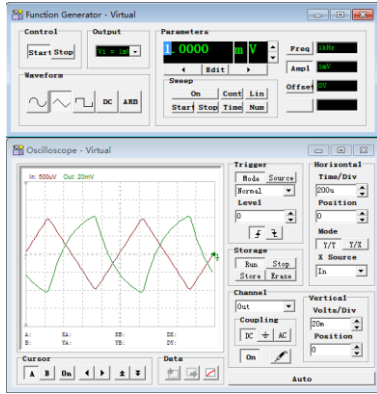 Function Generator - Virtual
Control
Output
Parameters
Start Stop
1.0000 m V
Edit
Freq 1kHz
Ampl 1mV
Offset 0V
Sweep
On Cont Lin
Start Stop Time Num
Waveform
DC ARB
Oscilloscope - Virtual
In: 500uV Out: 20mV
A: XA: XB: DX:
B: YA: YB: DY:
Cursor
A B On
Data
Trigger
Mode Source
Normal
Level
0
Storage
Run Stop
Store Erase
Horizontal
Time/Div
200u
Position
0
Mode
Y/T Y/X
X Source
In
Channel
Out
Coupling
DC AC
On
Vertical
Volts/Div
20m
Position
0
Auto